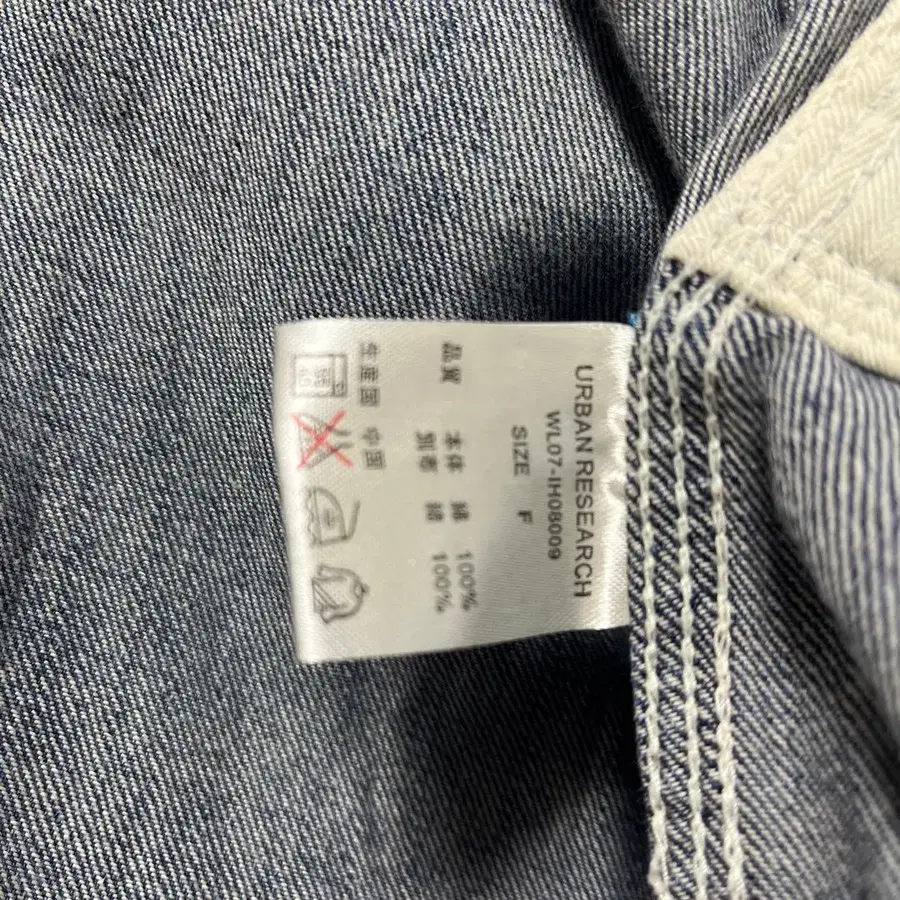 URBAN RESEARCH
WL07-IH08009
SIZE F
品質 本体 綿 100%
別 綿 100%
生産国 中国